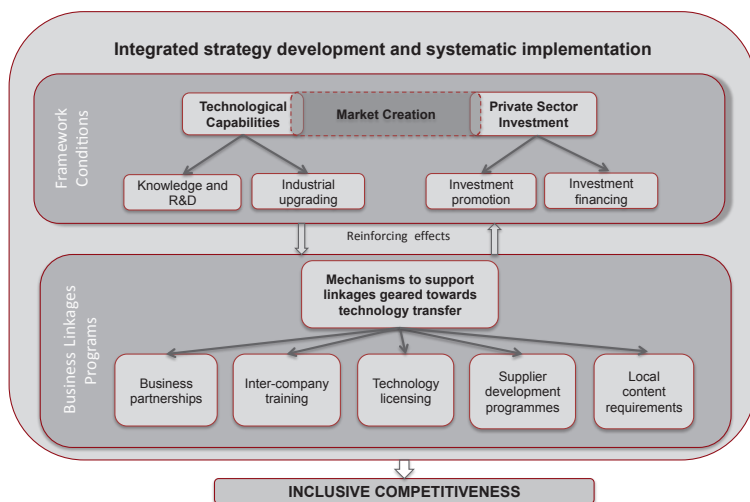 Integrated strategy development and systematic implementation
Framework
Conditions
Technological
Capabilities
Market Creation
Private Sector
Investment
Knowledge and
R&D
Industrial
upgrading
Investment
promotion
Investment
financing
Reinforcing effects
Business Linkages
Programs
Mechanisms to support
linkages geared towards
technology transfer
Business
partnerships
Inter-company
training
Technology
licensing
Supplier
development
programmes
Local
content
requirements
INCLUSIVE COMPETITIVENESS